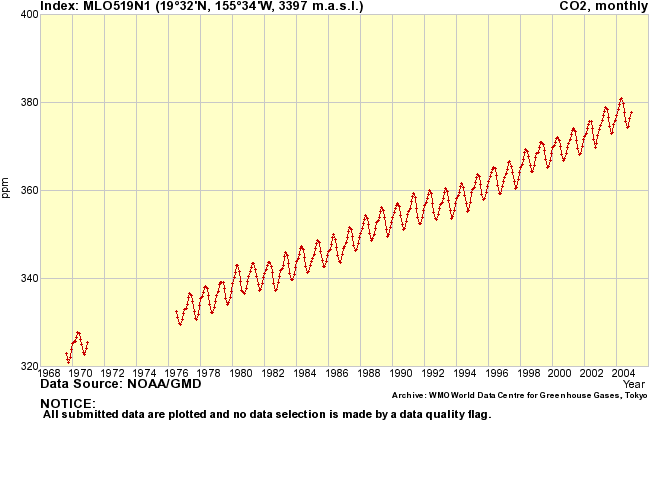 Index: MLO519N1 (19°32'N, 155°34'W, 3397 m.a.s.l.) CO2, monthly
400
380
360
ppm
340
320
1968 1970 1972 1974 1976 1978 1980 1982 1984 1986 1988 1990 1992 1994 1996 1998 2000 2002 2004
Data Source: NOAA/GMD Year
Archive: WMO World Data Centre for Greenhouse Gases, Tokyo
NOTICE:
All submitted data are plotted and no data selection is made by a data quality flag.